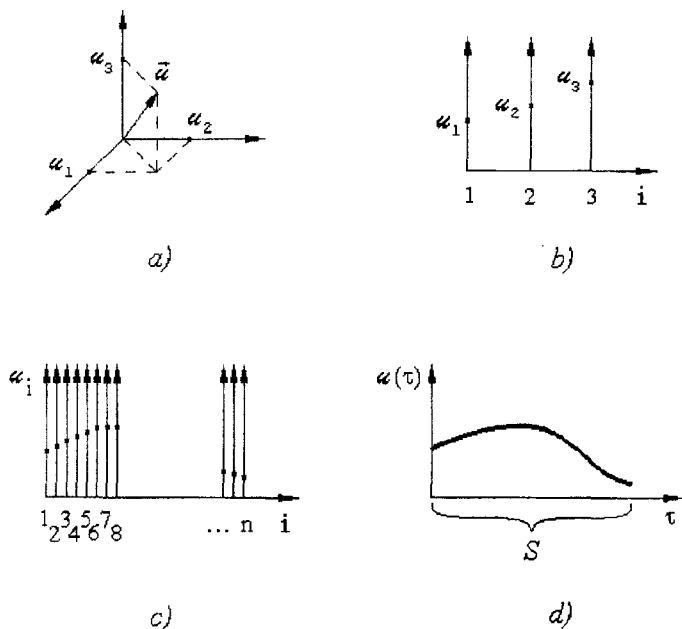 u₃ u⃗ u₂
u₁
a)
u₁ u₂ u₃
1 2 3 i
b)
uᵢ
1 2 3 4 5 6 7 8 ... n i
c)
u(τ)
τ
S
d)